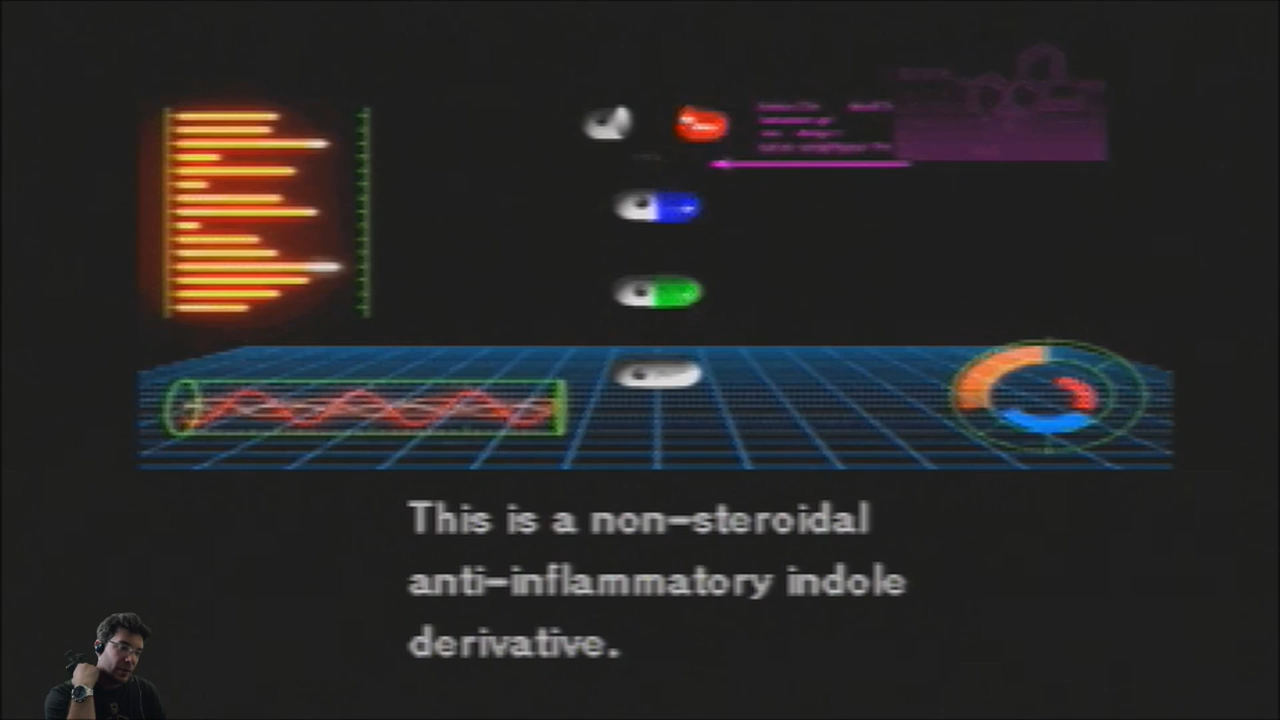 This is a non-steroidal
anti-inflammatory indole
derivative.